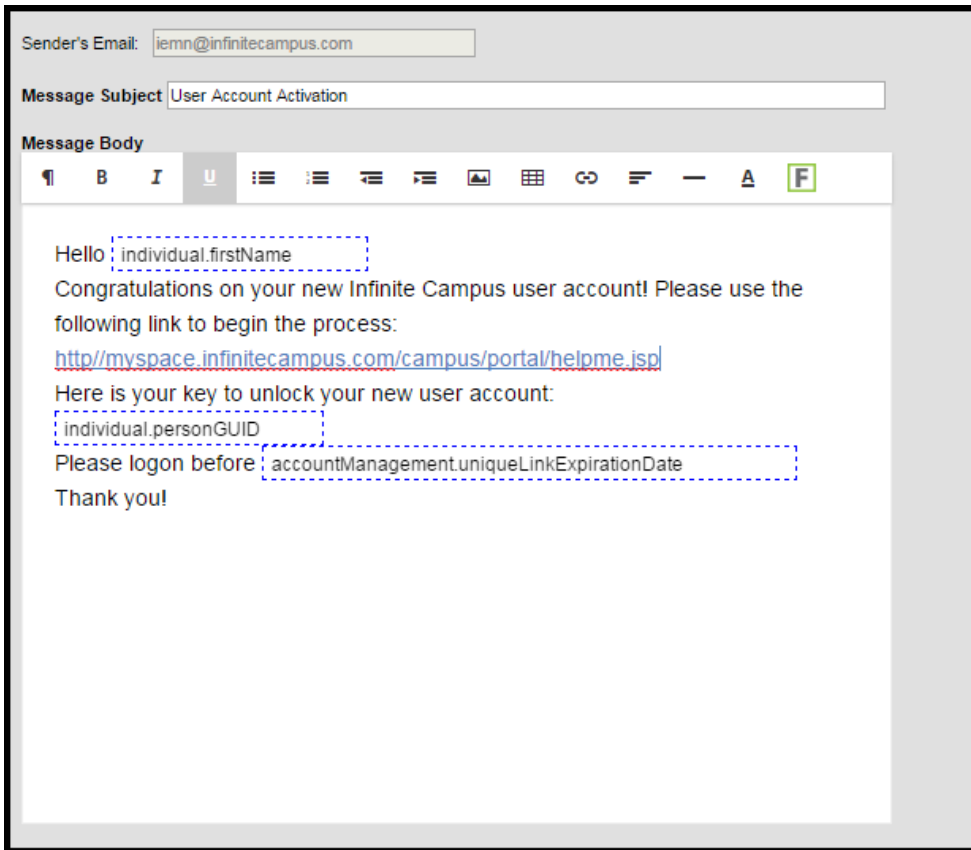 Sender's Email: iemn@infinitecampus.com
Message Subject User Account Activation
Message Body
¶ B I U A F
Hello individual.firstName
Congratulations on your new Infinite Campus user account! Please use the
following link to begin the process:
http//myspace.infinitecampus.com/campus/portal/helpme.jsp
Here is your key to unlock your new user account:
individual.personGUID
Please logon before accountManagement.uniqueLinkExpirationDate
Thank you!